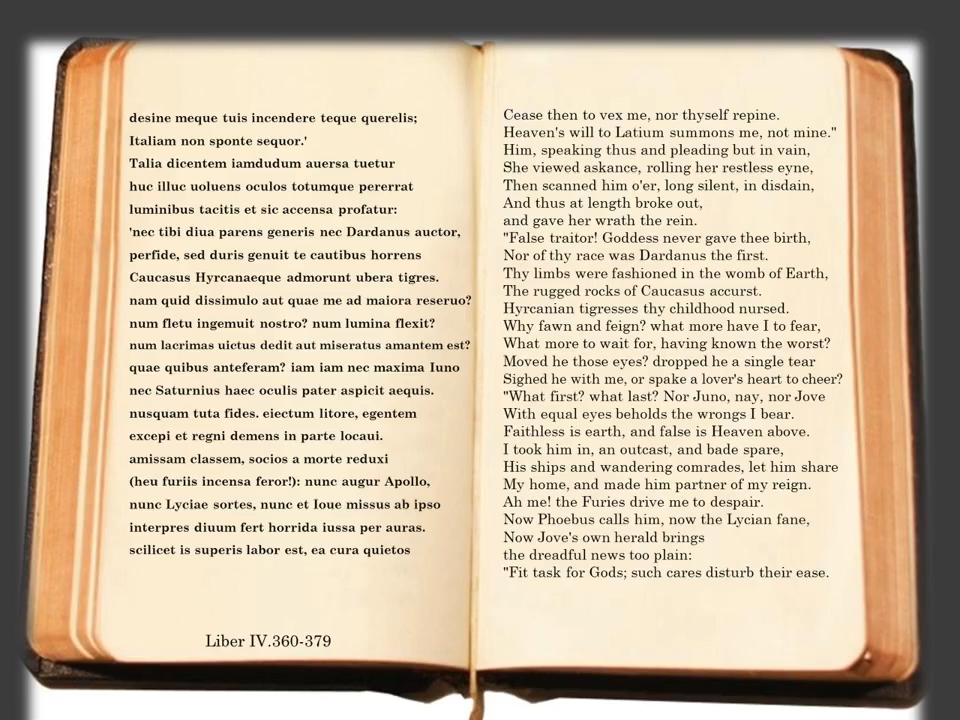 desine meque tuis incendere teque querelis;
Italiam non sponte sequor.'
Talia dicentem iamdudum auersa tuetur
huc illuc uoluens oculos totumque pererrat
luminibus tacitis et sic accensa profatur:
'nec tibi diua parens generis nec Dardanus auctor,
perfide, sed duris genuit te cautibus horrens
Caucasus Hyrcanaeque admorunt ubera tigres.
nam quid dissimulo aut quae me ad maiora reseruo?
num fletu ingemuit nostro? num lumina flexit?
num lacrimas uictus dedit aut miseratus amantem est?
quae quibus anteferam? iam iam nec maxima Iuno
nec Saturnius haec oculis pater aspicit aequis.
nusquam tuta fides. eiectum litore, egentem
excepi et regni demens in parte locaui.
amissam classem, socios a morte reduxi
(heu furiis incensa feror!): nunc augur Apollo,
nunc Lyciae sortes, nunc et Ioue missus ab ipso
interpres diuum fert horrida iussa per auras.
scilicet is superis labor est, ea cura quietos
Liber IV.360-379
Cease then to vex me, nor thyself repine.
Heaven's will to Latium summons me, not mine."
Him, speaking thus and pleading but in vain,
She viewed askance, rolling her restless eyne,
Then scanned him o'er, long silent, in disdain,
And thus at length broke out,
and gave her wrath the rein.
"False traitor! Goddess never gave thee birth,
Nor of thy race was Dardanus the first.
Thy limbs were fashioned in the womb of Earth,
The rugged rocks of Caucasus accurst.
Hyrcanian tigresses thy childhood nursed.
Why fawn and feign? what more have I to fear,
What more to wait for, having known the worst?
Moved he those eyes? dropped he a single tear
Sighed he with me, or spake a lover's heart to cheer?
"What first? what last? Nor Juno, nay, nor Jove
With equal eyes beholds the wrongs I bear.
Faithless is earth, and false is Heaven above.
I took him in, an outcast, and bade spare,
His ships and wandering comrades, let him share
My home, and made him partner of my reign.
Ah me! the Furies drive me to despair.
Now Phoebus calls him, now the Lycian fane,
Now Jove's own herald brings
the dreadful news too plain:
"Fit task for Gods; such cares disturb their ease.